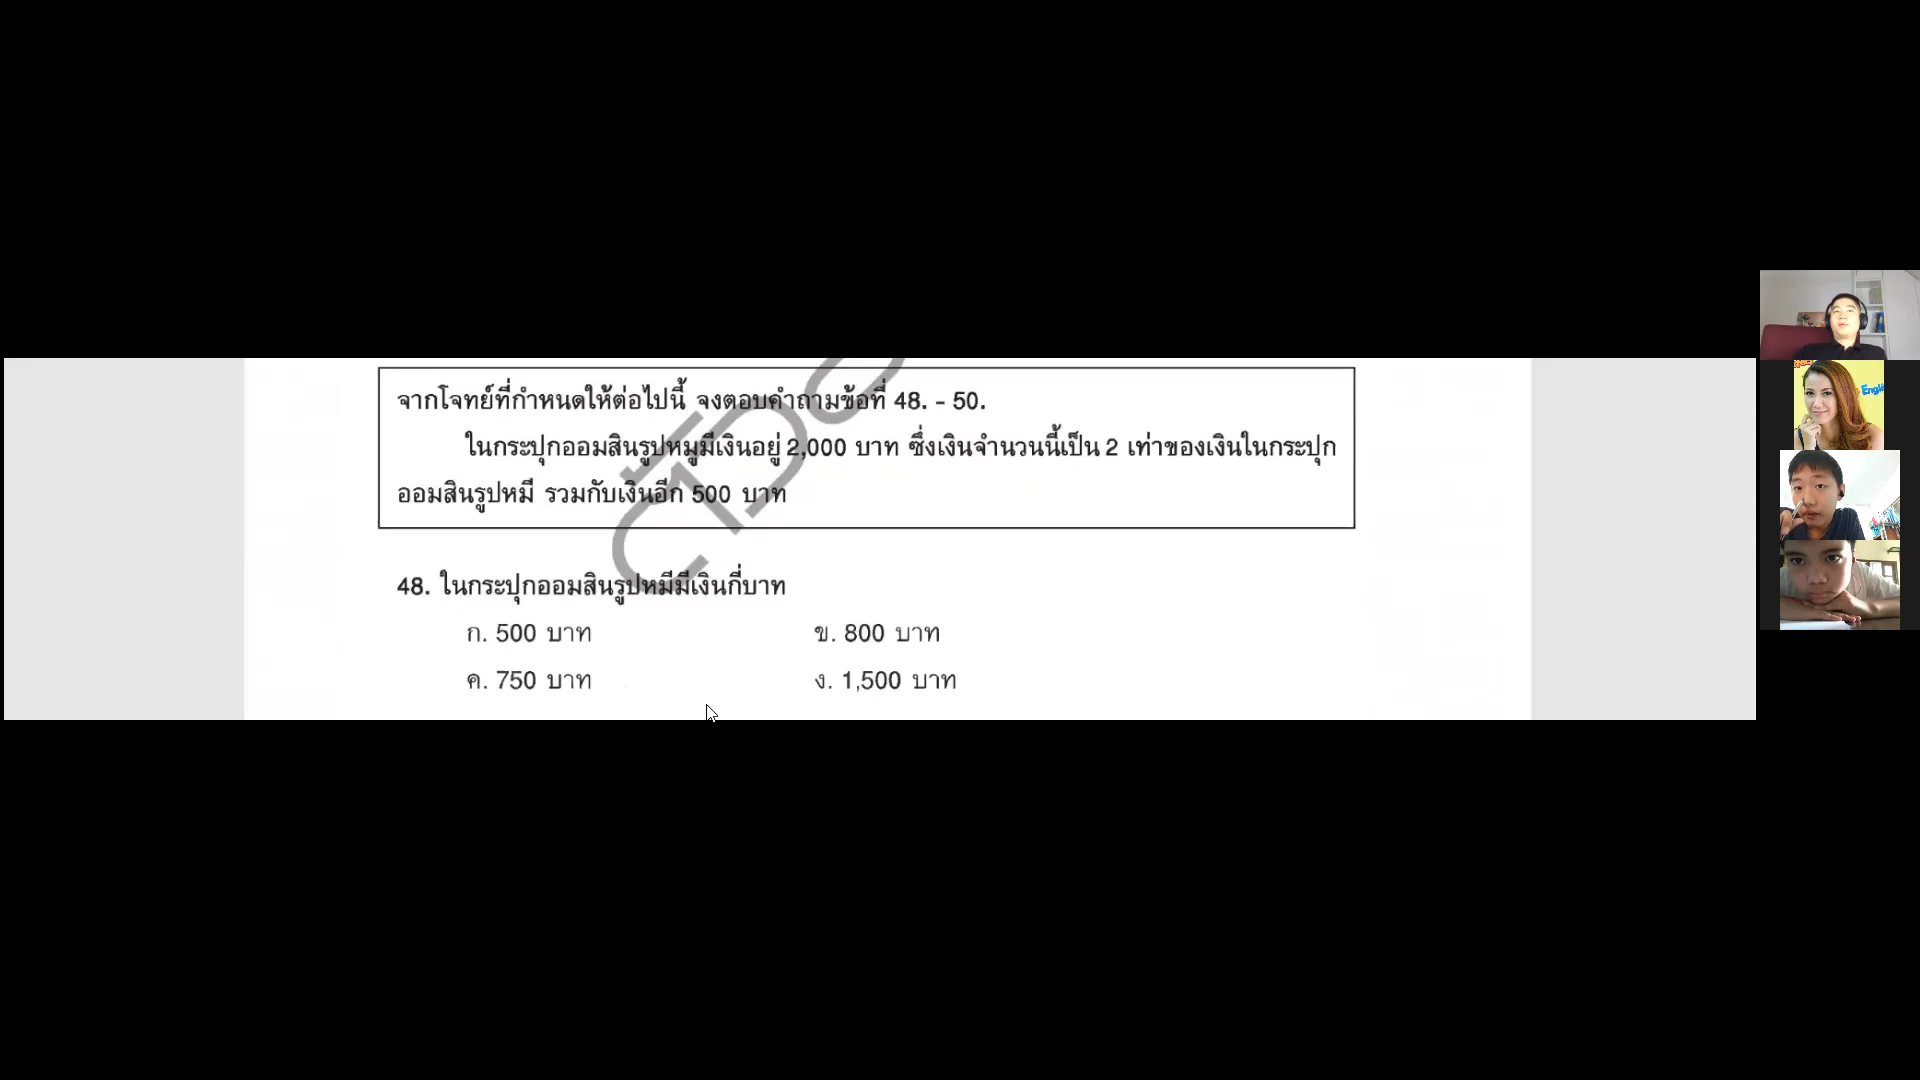 จากโจทย์ที่กำหนดให้ต่อไปนี้ จงตอบคำถามข้อที่ 48. - 50.
ในกระปุกออมสินรูปหมูมีเงินอยู่ 2,000 บาท ซึ่งเงินจำนวนนี้เป็น 2 เท่าของเงินในกระปุก
ออมสินรูปหมี รวมกับเงินอีก 500 บาท
48. ในกระปุกออมสินรูปหมีมีเงินกี่บาท
ก. 500 บาท ข. 800 บาท
ค. 750 บาท ง. 1,500 บาท